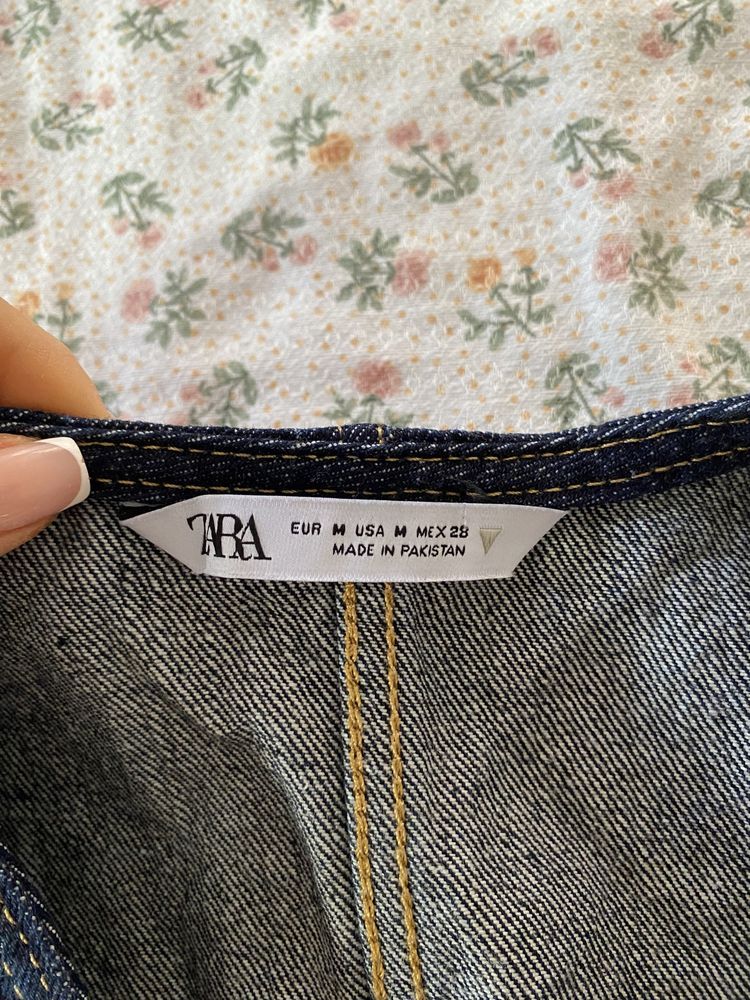 ZARA
EUR M USA M MEX 28
MADE IN PAKISTAN